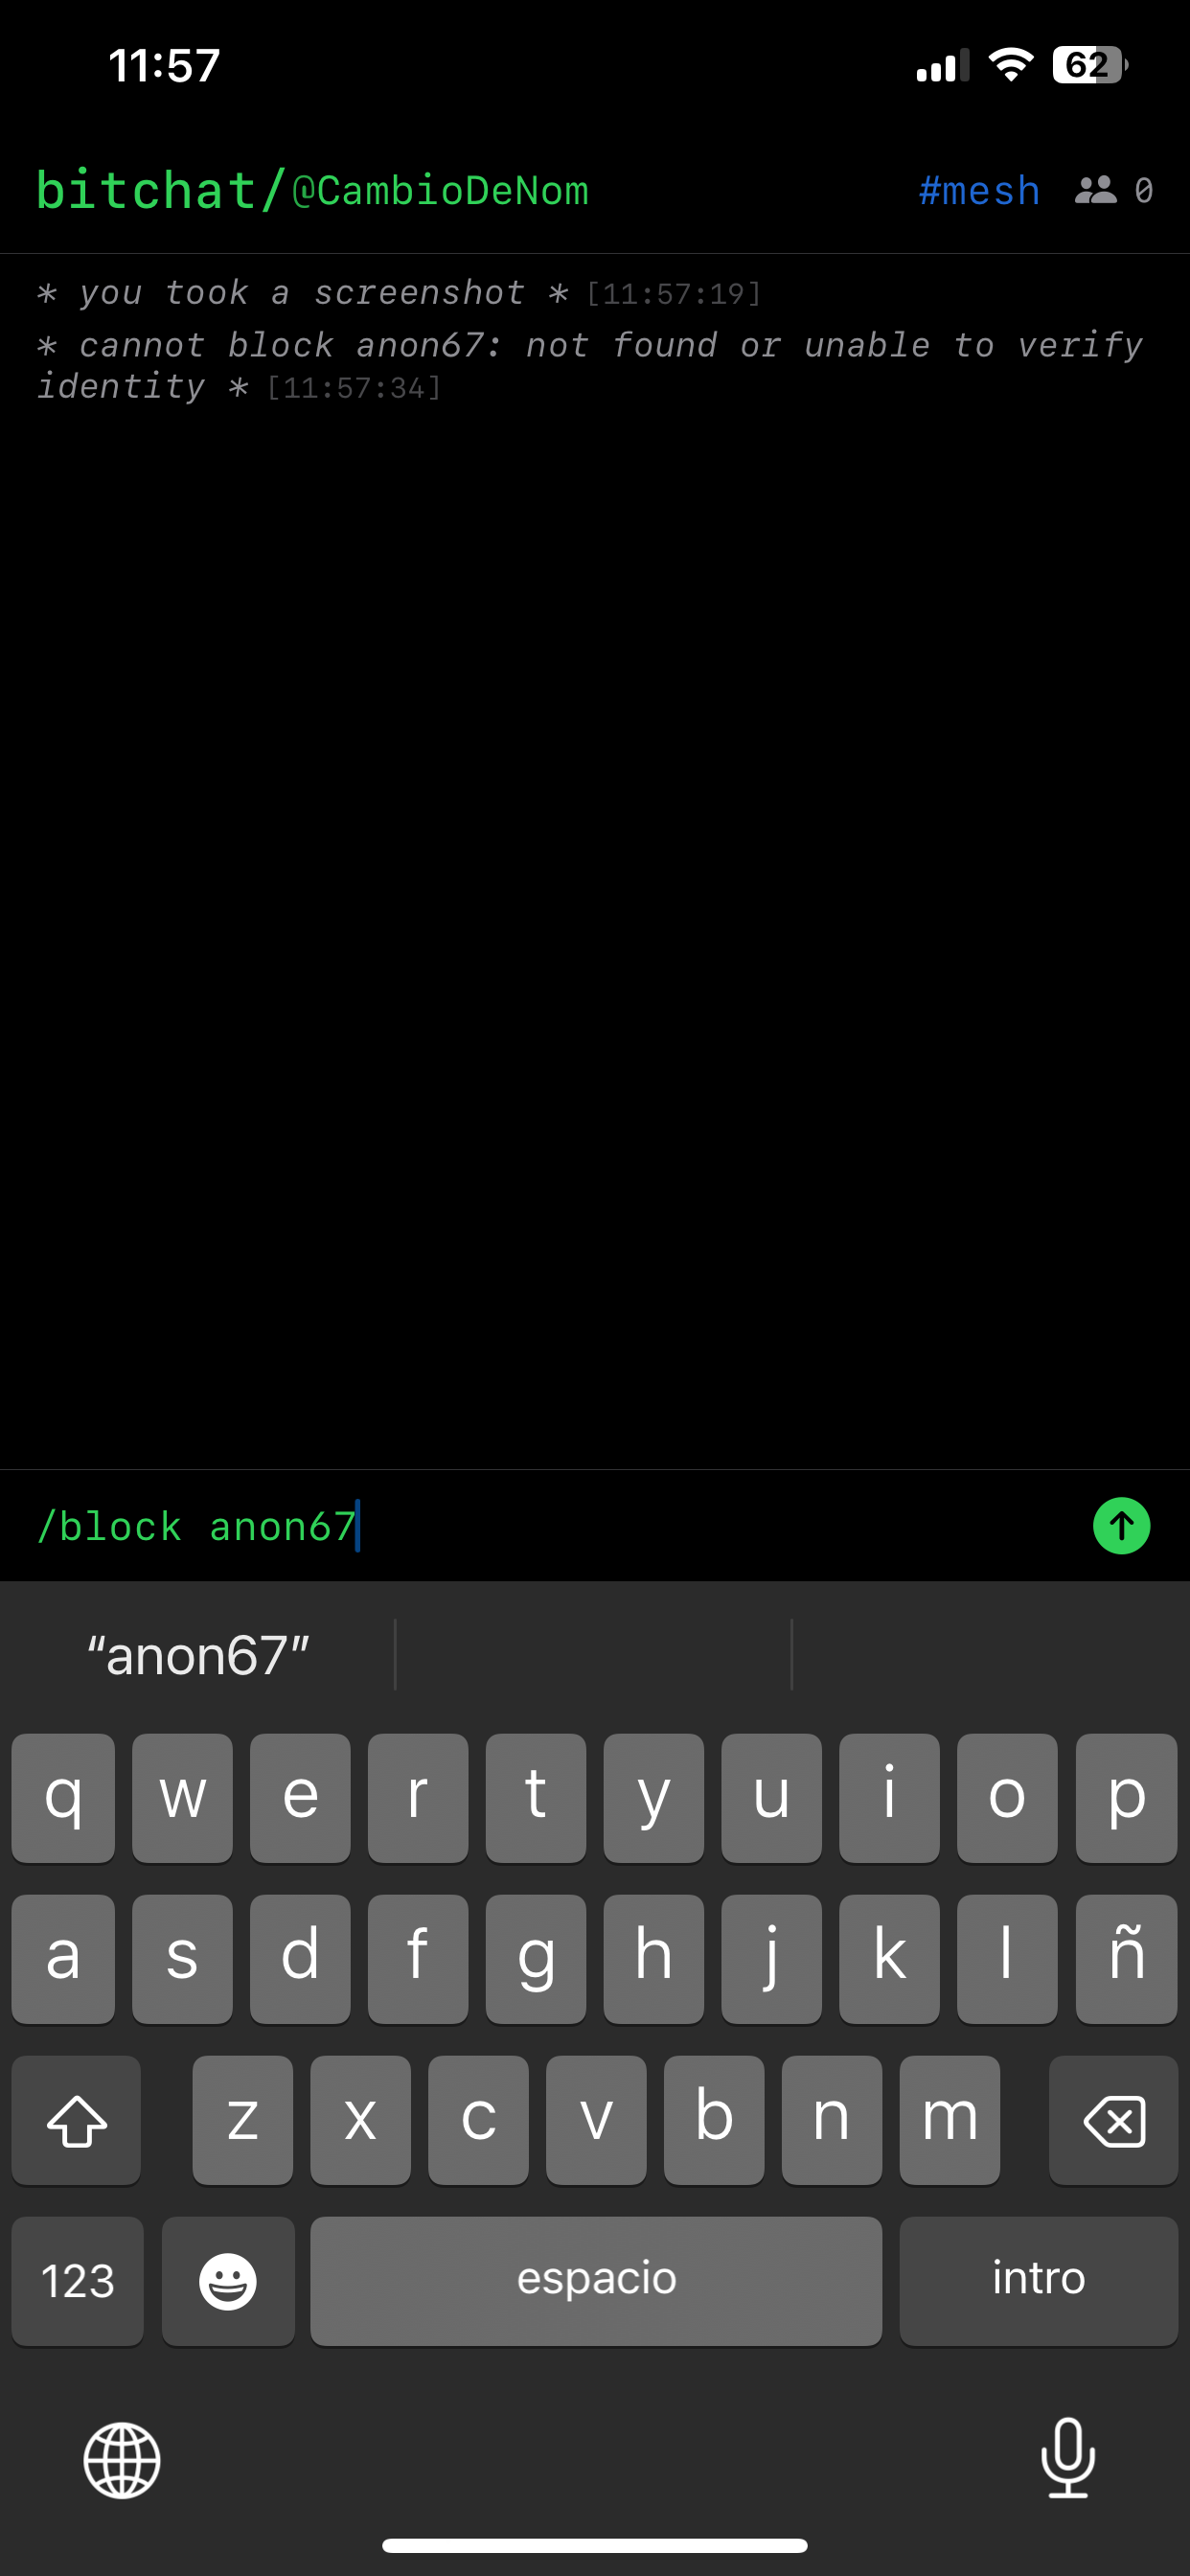 11:57
62
bitchat/@CambioDeNom #mesh 0
* you took a screenshot * [11:57:19]
* cannot block anon67: not found or unable to verify
identity * [11:57:34]
/block anon67
“anon67”
q w e r t y u i o p
a s d f g h j k l ñ
z x c v b n m
123 espacio intro